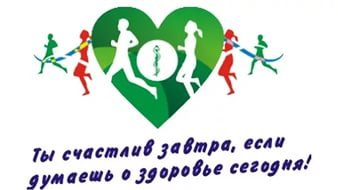 Ты счастлив завтра, если
думаешь о здоровье сегодня!